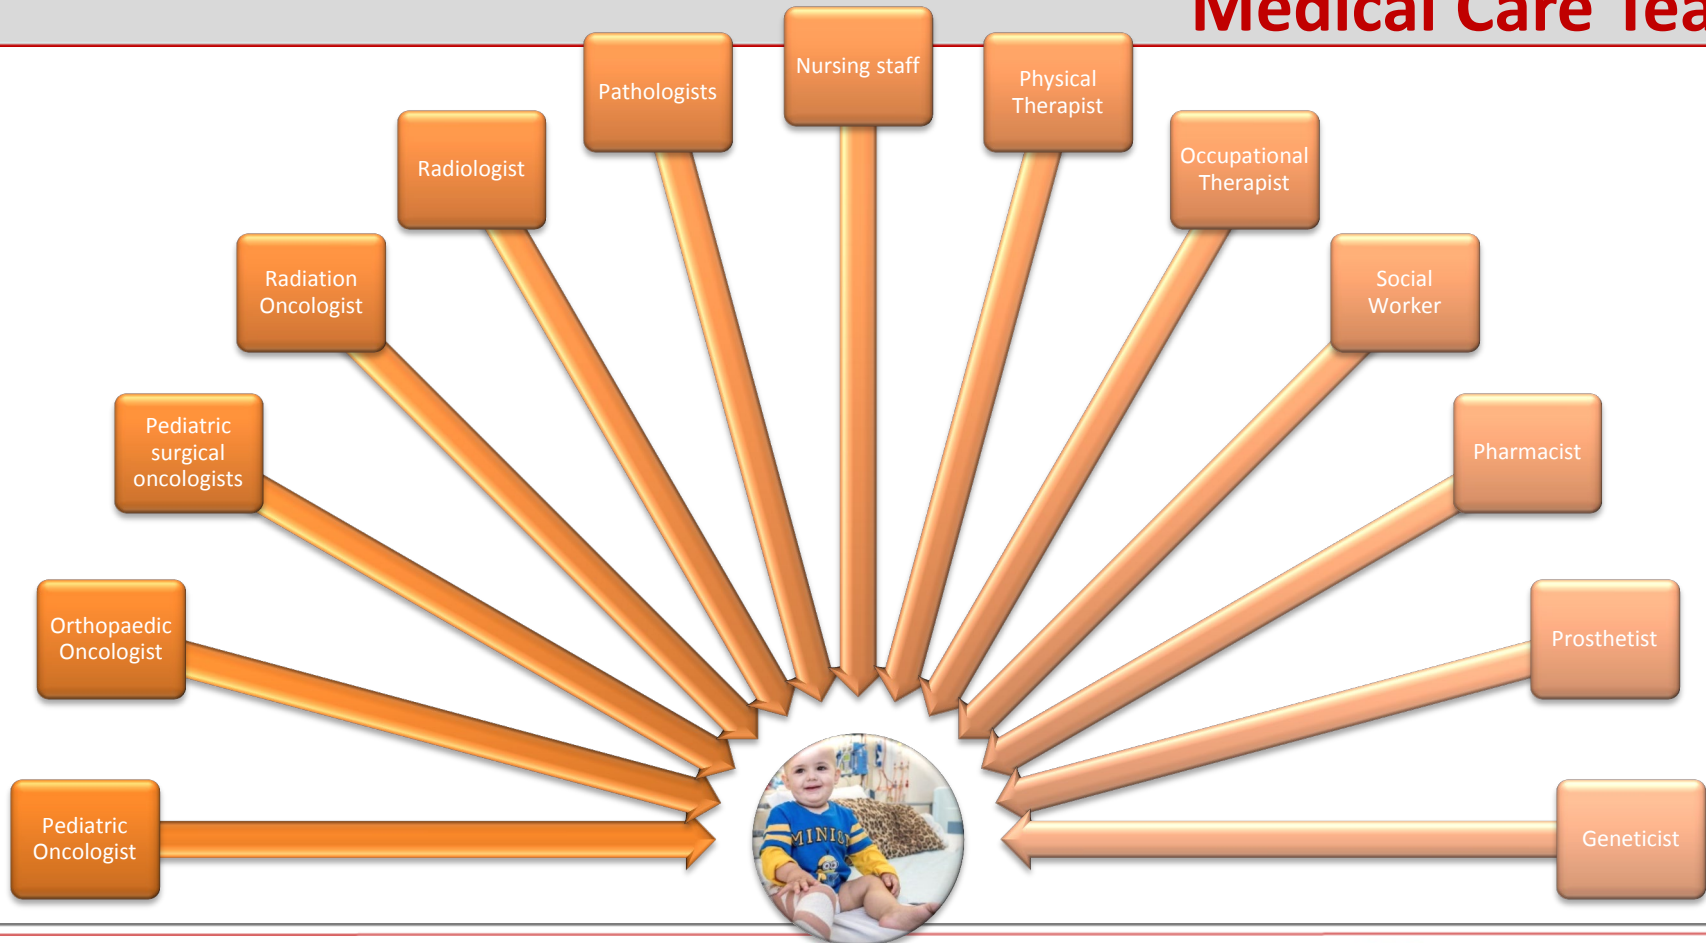 Medical Care Tea
Nursing staff
Pathologists
Physical
Therapist
Radiologist
Occupational
Therapist
Radiation
Oncologist
Social
Worker
Pediatric
surgical
oncologists
Pharmacist
Orthopaedic
Oncologist
Prosthetist
Pediatric
Oncologist
Geneticist